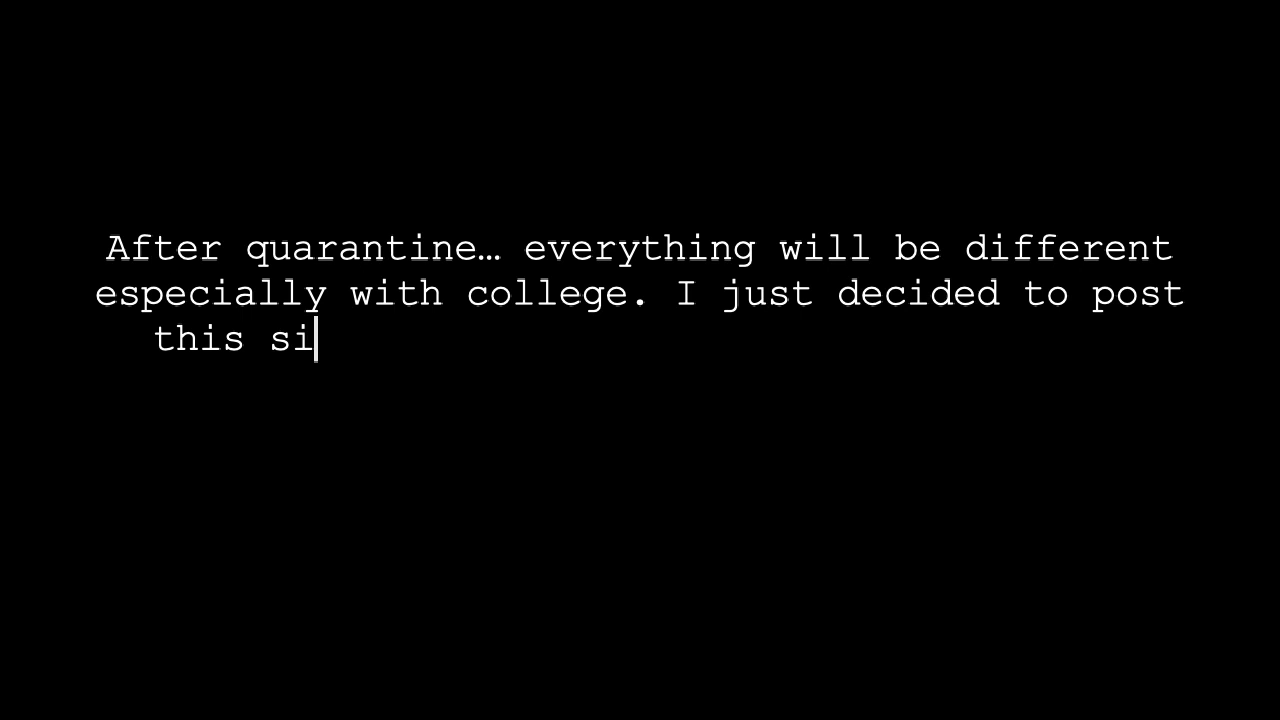 After quarantine… everything will be different
especially with college. I just decided to post
this si